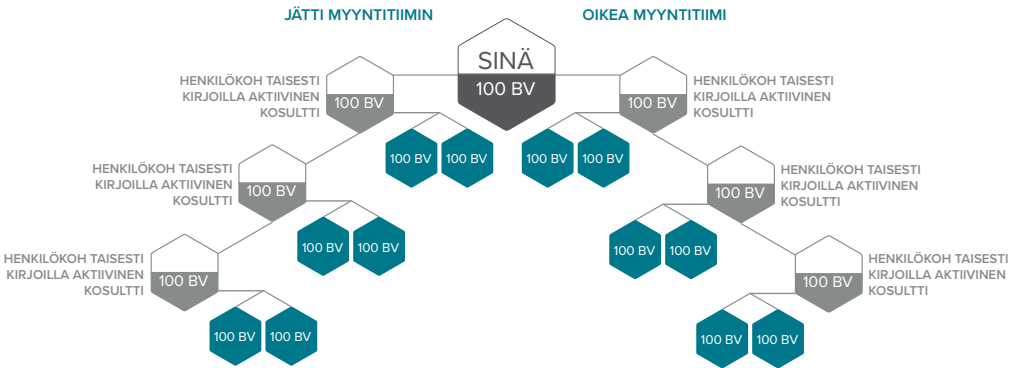 JÄTTI MYYNTITIIMIN
OIKEA MYYNTITIIMI
SINÄ
100 BV
HENKILÖKOH TAISESTI
KIRJOILLA AKTIIVINEN
KOSULTTI
100 BV
100 BV
HENKILÖKOH TAISESTI
KIRJOILLA AKTIIVINEN
KOSULTTI
100 BV
100 BV
100 BV
100 BV
HENKILÖKOH TAISESTI
KIRJOILLA AKTIIVINEN
KOSULTTI
100 BV
100 BV
HENKILÖKOH TAISESTI
KIRJOILLA AKTIIVINEN
KOSULTTI
100 BV
100 BV
100 BV
100 BV
HENKILÖKOH TAISESTI
KIRJOILLA AKTIIVINEN
KOSULTTI
100 BV
100 BV
HENKILÖKOH TAISESTI
KIRJOILLA AKTIIVINEN
KOSULTTI
100 BV
100 BV
100 BV
100 BV